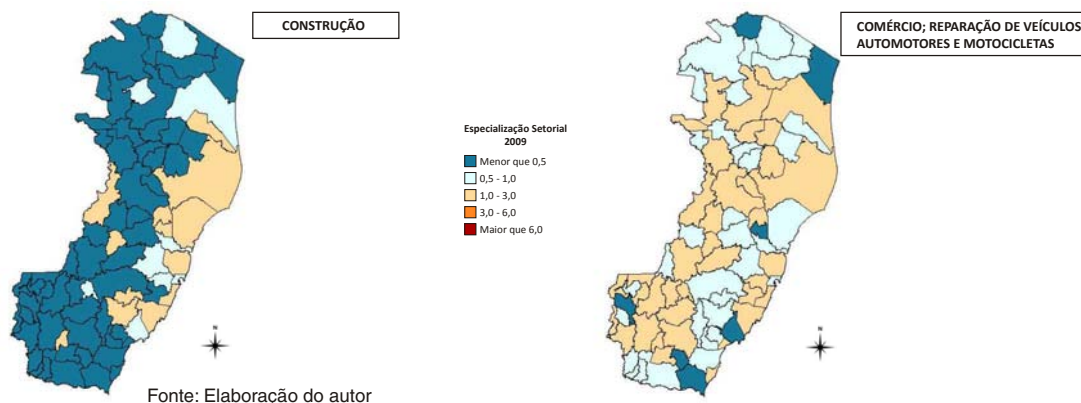 CONSTRUÇÃO
COMÉRCIO; REPARAÇÃO DE VEÍCULOS
AUTOMOTORES E MOTOCICLETAS
Especialização Setorial
2009
Menor que 0,5
0,5 - 1,0
1,0 - 3,0
3,0 - 6,0
Maior que 6,0
N
N
Fonte: Elaboração do autor